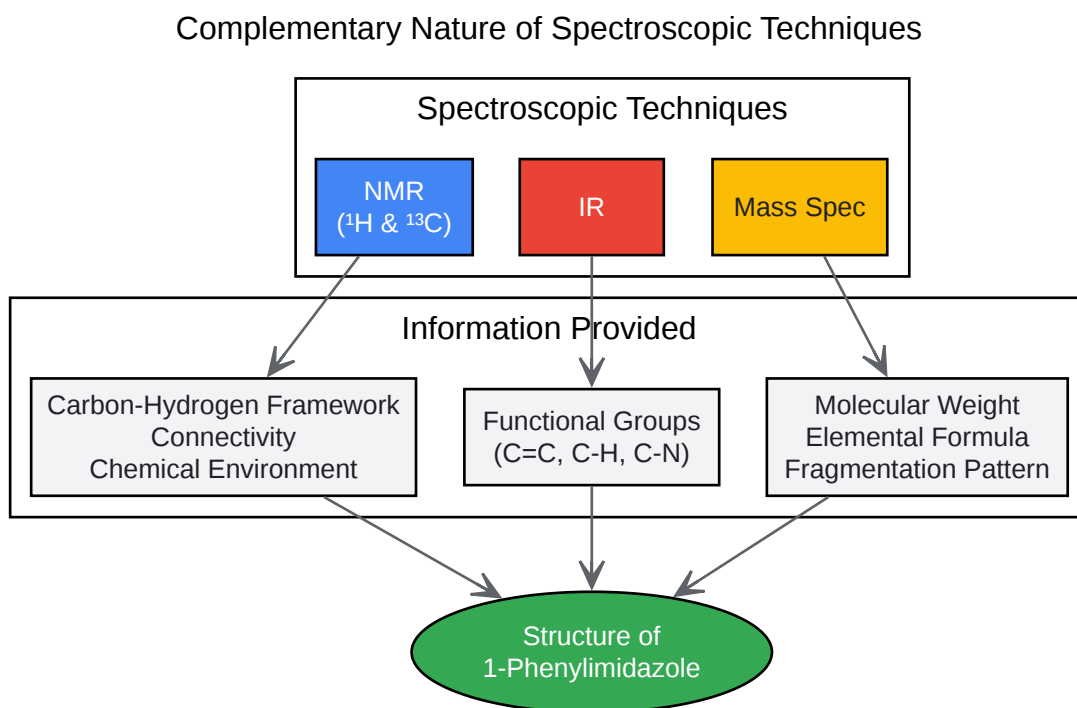 Complementary Nature of Spectroscopic Techniques
Spectroscopic Techniques
NMR
(¹H & ¹³C)
IR
Mass Spec
Information Provided
Carbon-Hydrogen Framework
Connectivity
Chemical Environment
Functional Groups
(C=C, C-H, C-N)
Molecular Weight
Elemental Formula
Fragmentation Pattern
Structure of
1-Phenylimidazole